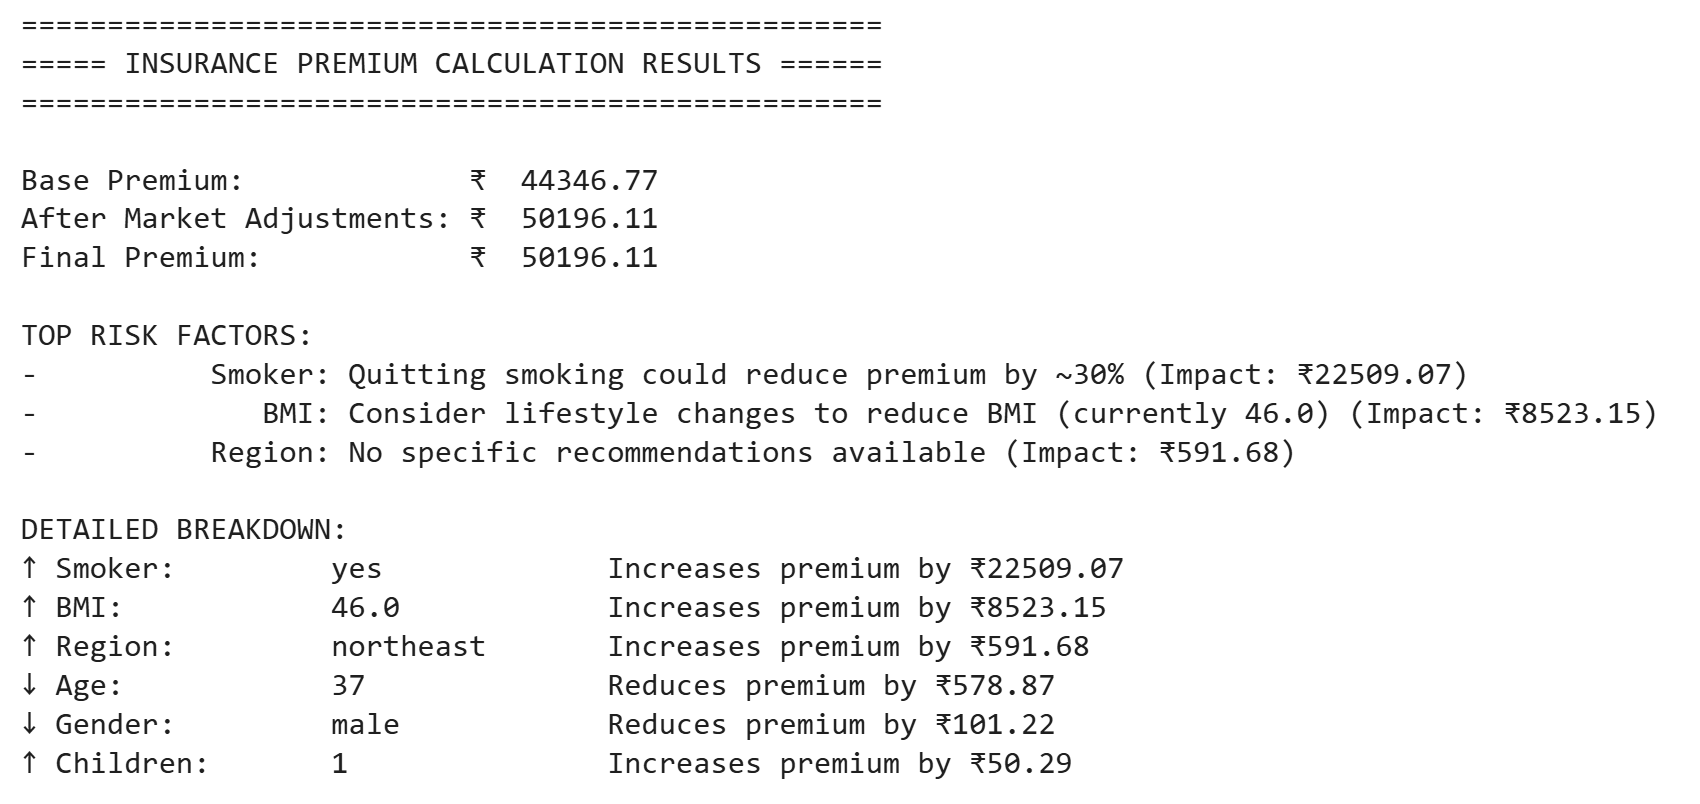 ==================================================
===== INSURANCE PREMIUM CALCULATION RESULTS ======
==================================================
Base Premium: ₹ 44346.77
After Market Adjustments: ₹ 50196.11
Final Premium: ₹ 50196.11
TOP RISK FACTORS:
- Smoker: Quitting smoking could reduce premium by ~30% (Impact: ₹22509.07)
- BMI: Consider lifestyle changes to reduce BMI (currently 46.0) (Impact: ₹8523.15)
- Region: No specific recommendations available (Impact: ₹591.68)
DETAILED BREAKDOWN:
↑ Smoker: yes Increases premium by ₹22509.07
↑ BMI: 46.0 Increases premium by ₹8523.15
↑ Region: northeast Increases premium by ₹591.68
↓ Age: 37 Reduces premium by ₹578.87
↓ Gender: male Reduces premium by ₹101.22
↑ Children: 1 Increases premium by ₹50.29